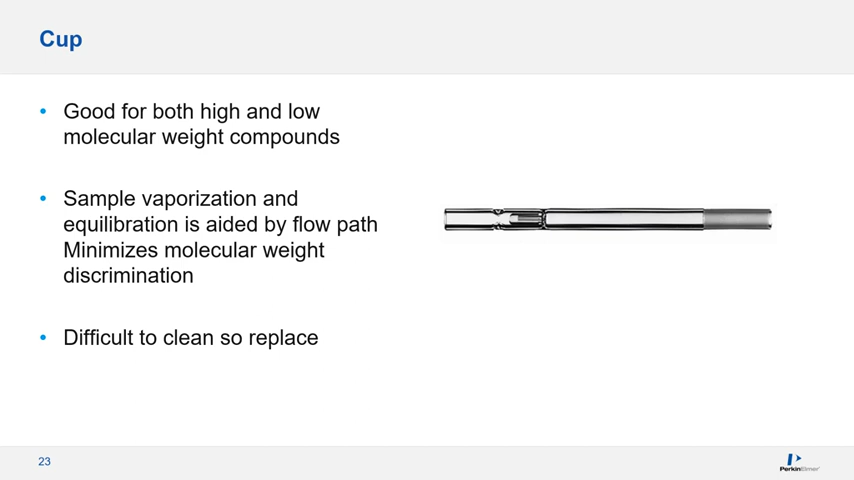 Cup
• Good for both high and low
molecular weight compounds
• Sample vaporization and
equilibration is aided by flow path
Minimizes molecular weight
discrimination
• Difficult to clean so replace
23
PerkinElmer